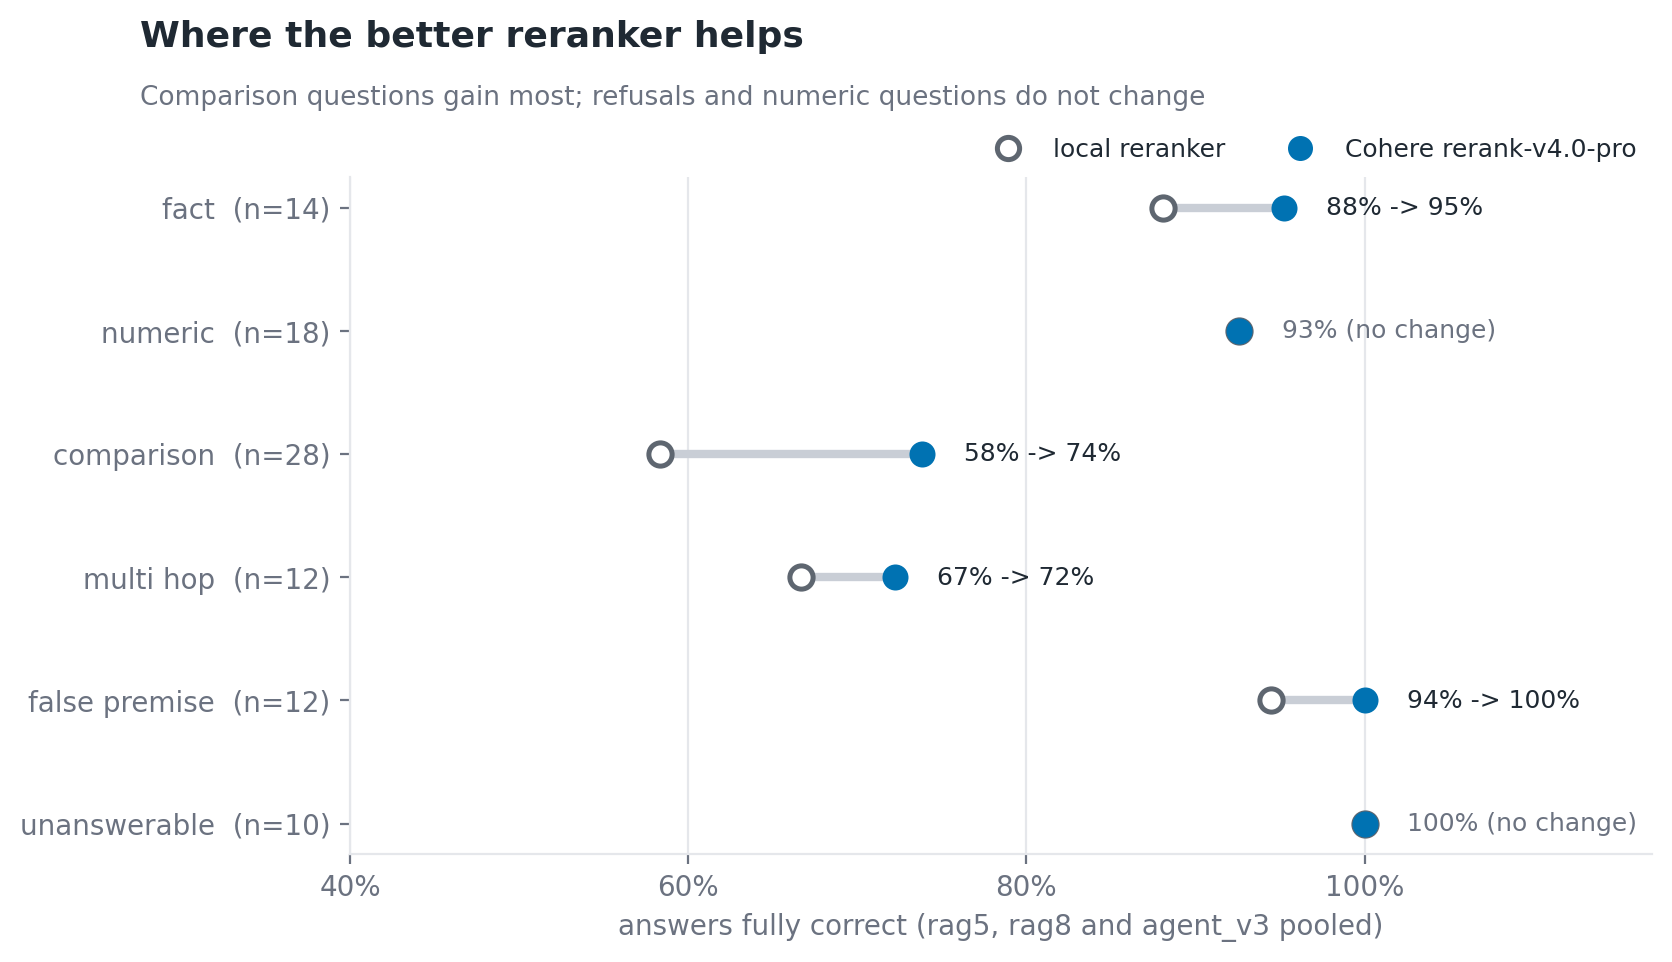 Where the better reranker helps
Comparison questions gain most; refusals and numeric questions do not change
local reranker Cohere rerank-v4.0-pro
fact (n=14) 88% -> 95%
numeric (n=18) 93% (no change)
comparison (n=28) 58% -> 74%
multi hop (n=12) 67% -> 72%
false premise (n=12) 94% -> 100%
unanswerable (n=10) 100% (no change)
40% 60% 80% 100%
answers fully correct (rag5, rag8 and agent_v3 pooled)